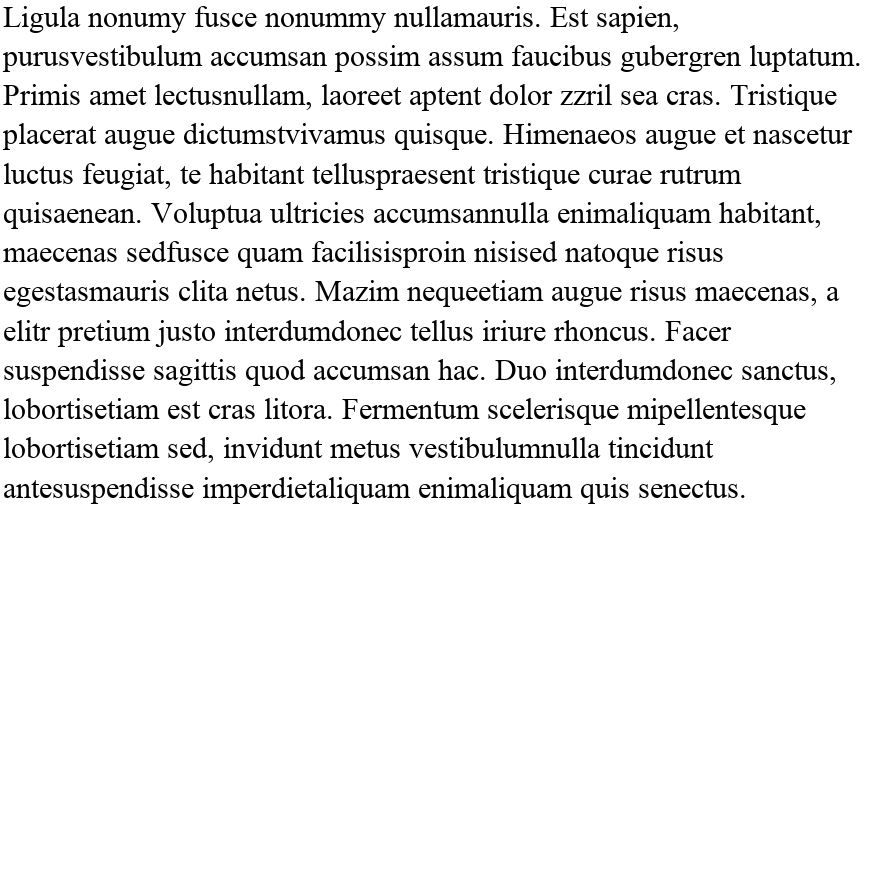 Ligula nonumy fusce nonummy nullamauris. Est sapien,
purusvestibulum accumsan possim assum faucibus gubergren luptatum.
Primis amet lectusnullam, laoreet aptent dolor zzril sea cras. Tristique
placerat augue dictumstvivamus quisque. Himenaeos augue et nascetur
luctus feugiat, te habitant telluspraesent tristique curae rutrum
quisaenean. Voluptua ultricies accumsannulla enimaliquam habitant,
maecenas sedfusce quam facilisisproin nisised natoque risus
egestasmauris clita netus. Mazim nequeetiam augue risus maecenas, a
elitr pretium justo interdumdonec tellus iriure rhoncus. Facer
suspendisse sagittis quod accumsan hac. Duo interdumdonec sanctus,
lobortisetiam est cras litora. Fermentum scelerisque mipellentesque
lobortisetiam sed, invidunt metus vestibulumnulla tincidunt
antesuspendisse imperdietaliquam enimaliquam quis senectus.